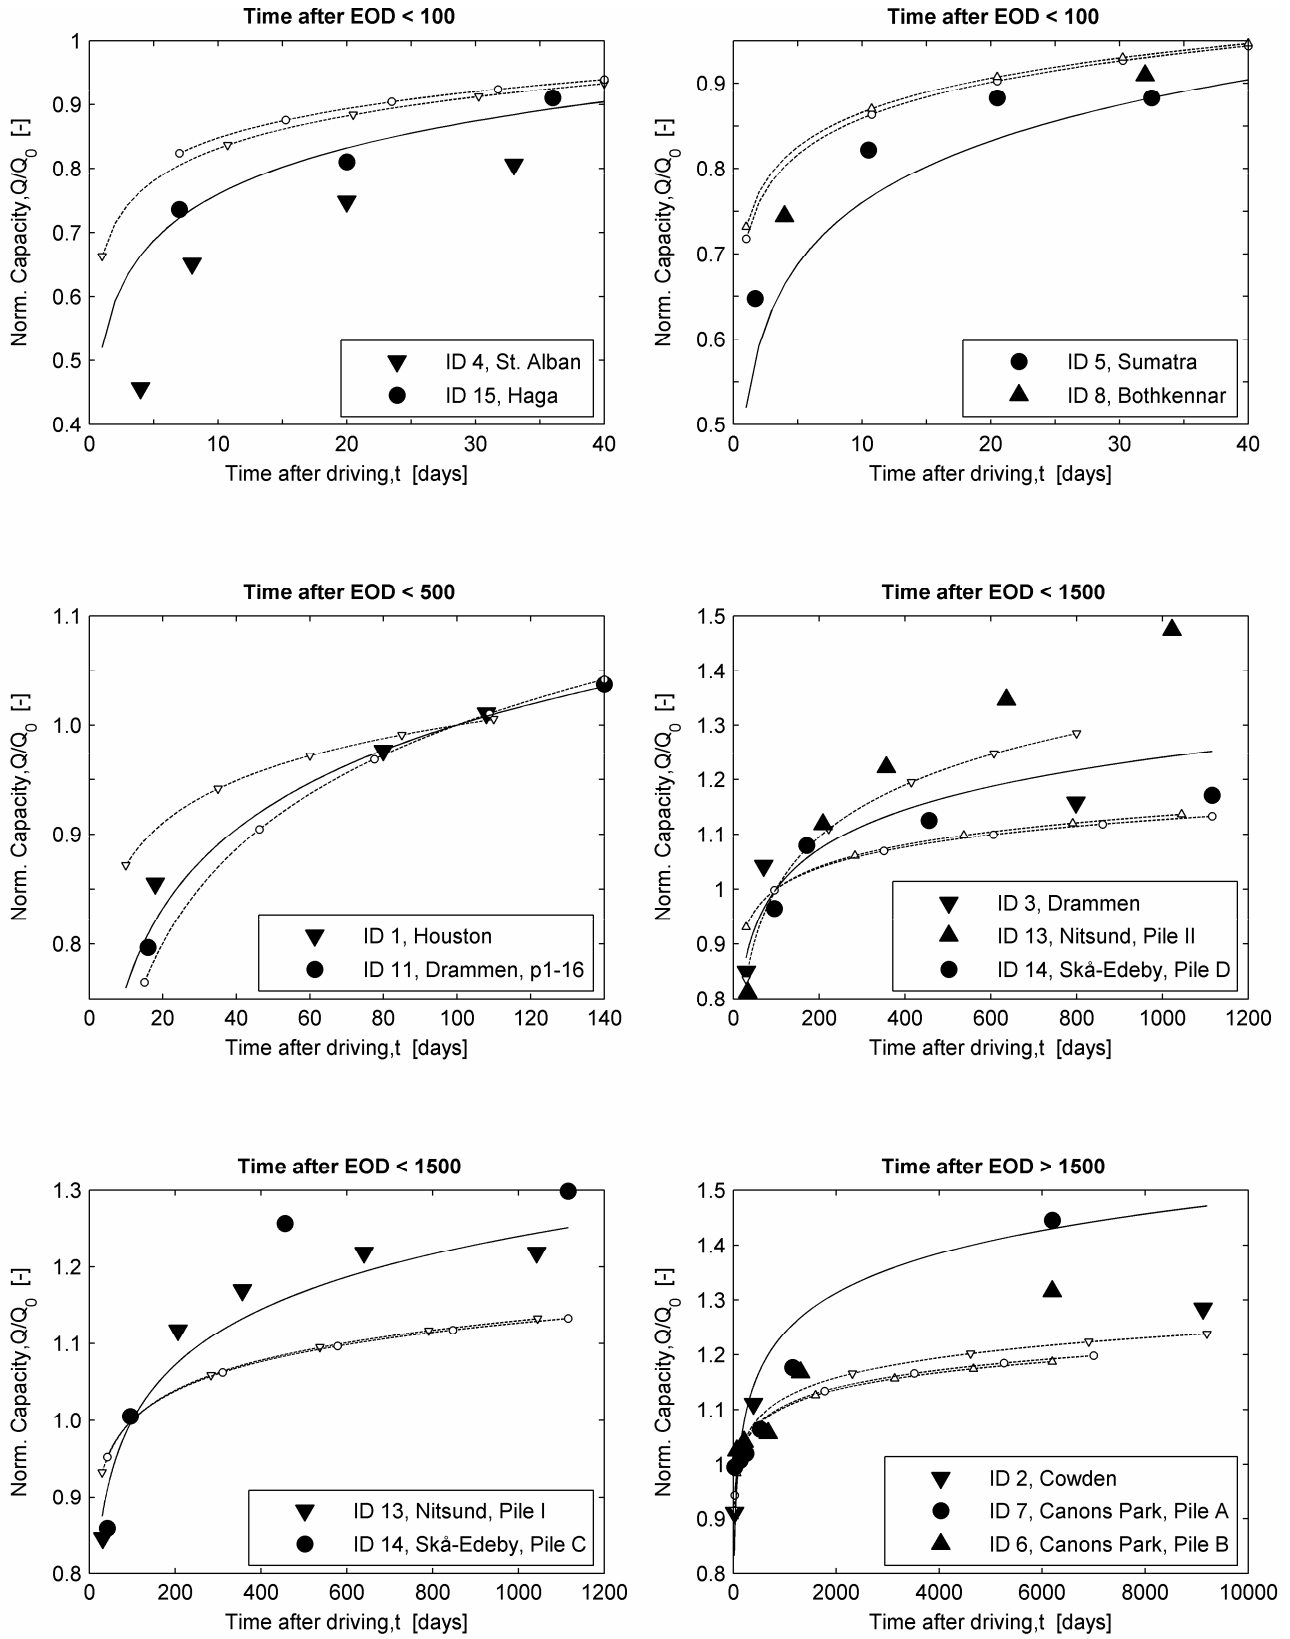 Time after EOD < 100
1
0.9
0.8
0.7
0.6
0.5
0.4
Norm. Capacity,Q/Q0 [-]
ID 4, St. Alban
ID 15, Haga
0 10 20 30 40
Time after driving,t [days]
Time after EOD < 100
0.9
0.8
0.7
0.6
0.5
Norm. Capacity,Q/Q0 [-]
ID 5, Sumatra
ID 8, Bothkennar
0 10 20 30 40
Time after driving,t [days]
Time after EOD < 500
1.1
1.0
0.9
0.8
Norm. Capacity,Q/Q0 [-]
ID 1, Houston
ID 11, Drammen, p1-16
0 20 40 60 80 100 120 140
Time after driving,t [days]
Time after EOD < 1500
1.5
1.4
1.3
1.2
1.1
1
0.9
0.8
Norm. Capacity,Q/Q0 [-]
ID 3, Drammen
ID 13, Nitsund, Pile II
ID 14, Skå-Edeby, Pile D
0 200 400 600 800 1000 1200
Time after driving,t [days]
Time after EOD < 1500
1.3
1.2
1.1
1.0
0.9
0.8
Norm. Capacity,Q/Q0 [-]
ID 13, Nitsund, Pile I
ID 14, Skå-Edeby, Pile C
0 200 400 600 800 1000 1200
Time after driving,t [days]
Time after EOD > 1500
1.5
1.4
1.3
1.2
1.1
1
0.9
0.8
Norm. Capacity,Q/Q0 [-]
ID 2, Cowden
ID 7, Canons Park, Pile A
ID 6, Canons Park, Pile B
0 2000 4000 6000 8000 10000
Time after driving,t [days]